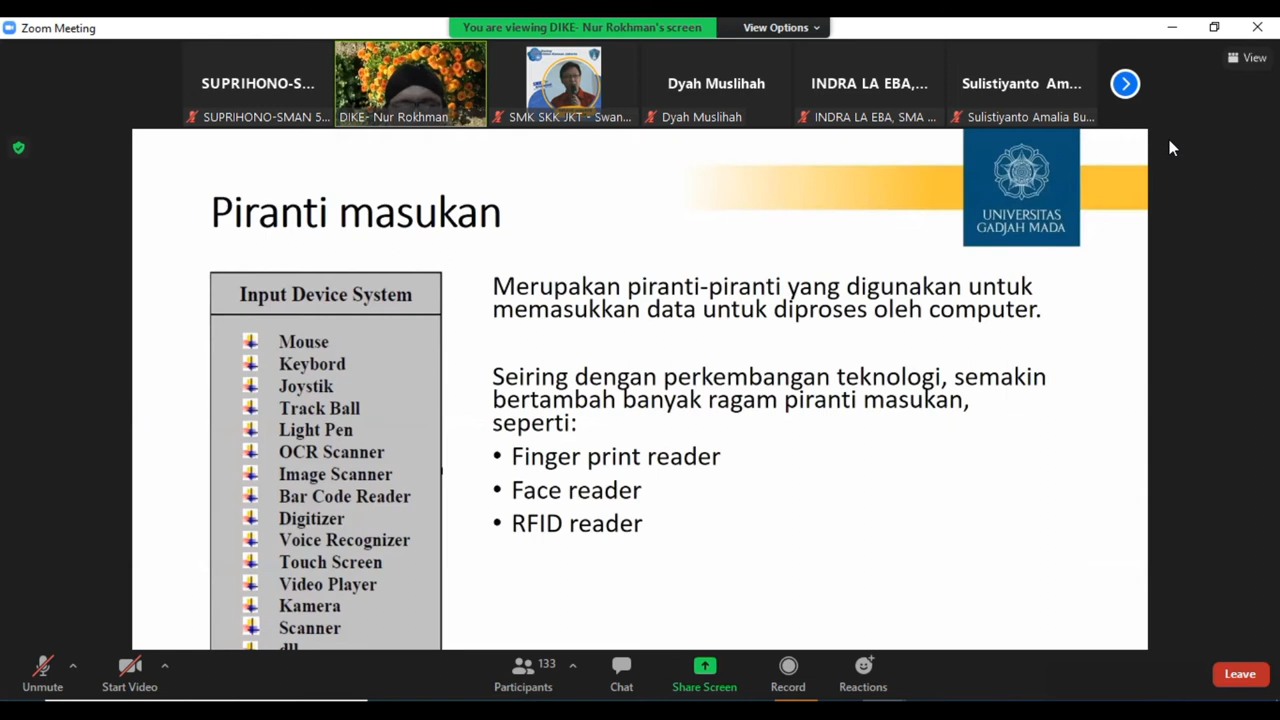 Zoom Meeting
You are viewing DIKE- Nur Rokhman's screen
View Options
View
SUPRIHONO-S...
SUPRIHONO-SMAN 5...
DIKE- Nur Rokhman
SMK SKK JKT - Swan...
Dyah Muslihah
Dyah Muslihah
INDRA LA EBA,...
INDRA LA EBA, SMA ...
Sulistiyanto Am...
Sulistiyanto Amalia Bu...
UNIVERSITAS
GADJAH MADA
Piranti masukan
Input Device System
Mouse
Keybord
Joystik
Track Ball
Light Pen
OCR Scanner
Image Scanner
Bar Code Reader
Digitizer
Voice Recognizer
Touch Screen
Video Player
Kamera
Scanner
dll
Merupakan piranti-piranti yang digunakan untuk
memasukkan data untuk diproses oleh computer.
Seiring dengan perkembangan teknologi, semakin
bertambah banyak ragam piranti masukan,
seperti:
• Finger print reader
• Face reader
• RFID reader
Unmute
Start Video
133
Participants
Chat
Share Screen
Record
Reactions
Leave